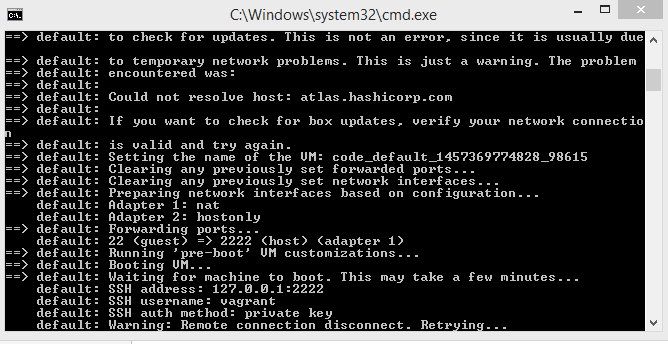 C:\Windows\system32\cmd.exe
==> default: to check for updates. This is not an error, since it is usually due
==> default: to temporary network problems. This is just a warning. The problem
==> default: encountered was:
==> default:
==> default: Could not resolve host: atlas.hashicorp.com
==> default:
==> default: If you want to check for box updates, verify your network connectio
n
==> default: is valid and try again.
==> default: Setting the name of the VM: code_default_1457369774828_98615
==> default: Clearing any previously set forwarded ports...
==> default: Clearing any previously set network interfaces...
==> default: Preparing network interfaces based on configuration...
    default: Adapter 1: nat
    default: Adapter 2: hostonly
==> default: Forwarding ports...
    default: 22 (guest) => 2222 (host) (adapter 1)
==> default: Running 'pre-boot' VM customizations...
==> default: Booting VM...
==> default: Waiting for machine to boot. This may take a few minutes...
    default: SSH address: 127.0.0.1:2222
    default: SSH username: vagrant
    default: SSH auth method: private key
    default: Warning: Remote connection disconnect. Retrying...